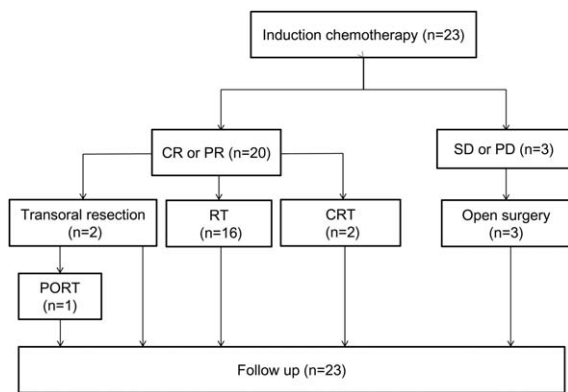 Induction chemotherapy (n=23)
CR or PR (n=20)
SD or PD (n=3)
Transoral resection
(n=2)
RT
(n=16)
CRT
(n=2)
Open surgery
(n=3)
PORT
(n=1)
Follow up (n=23)